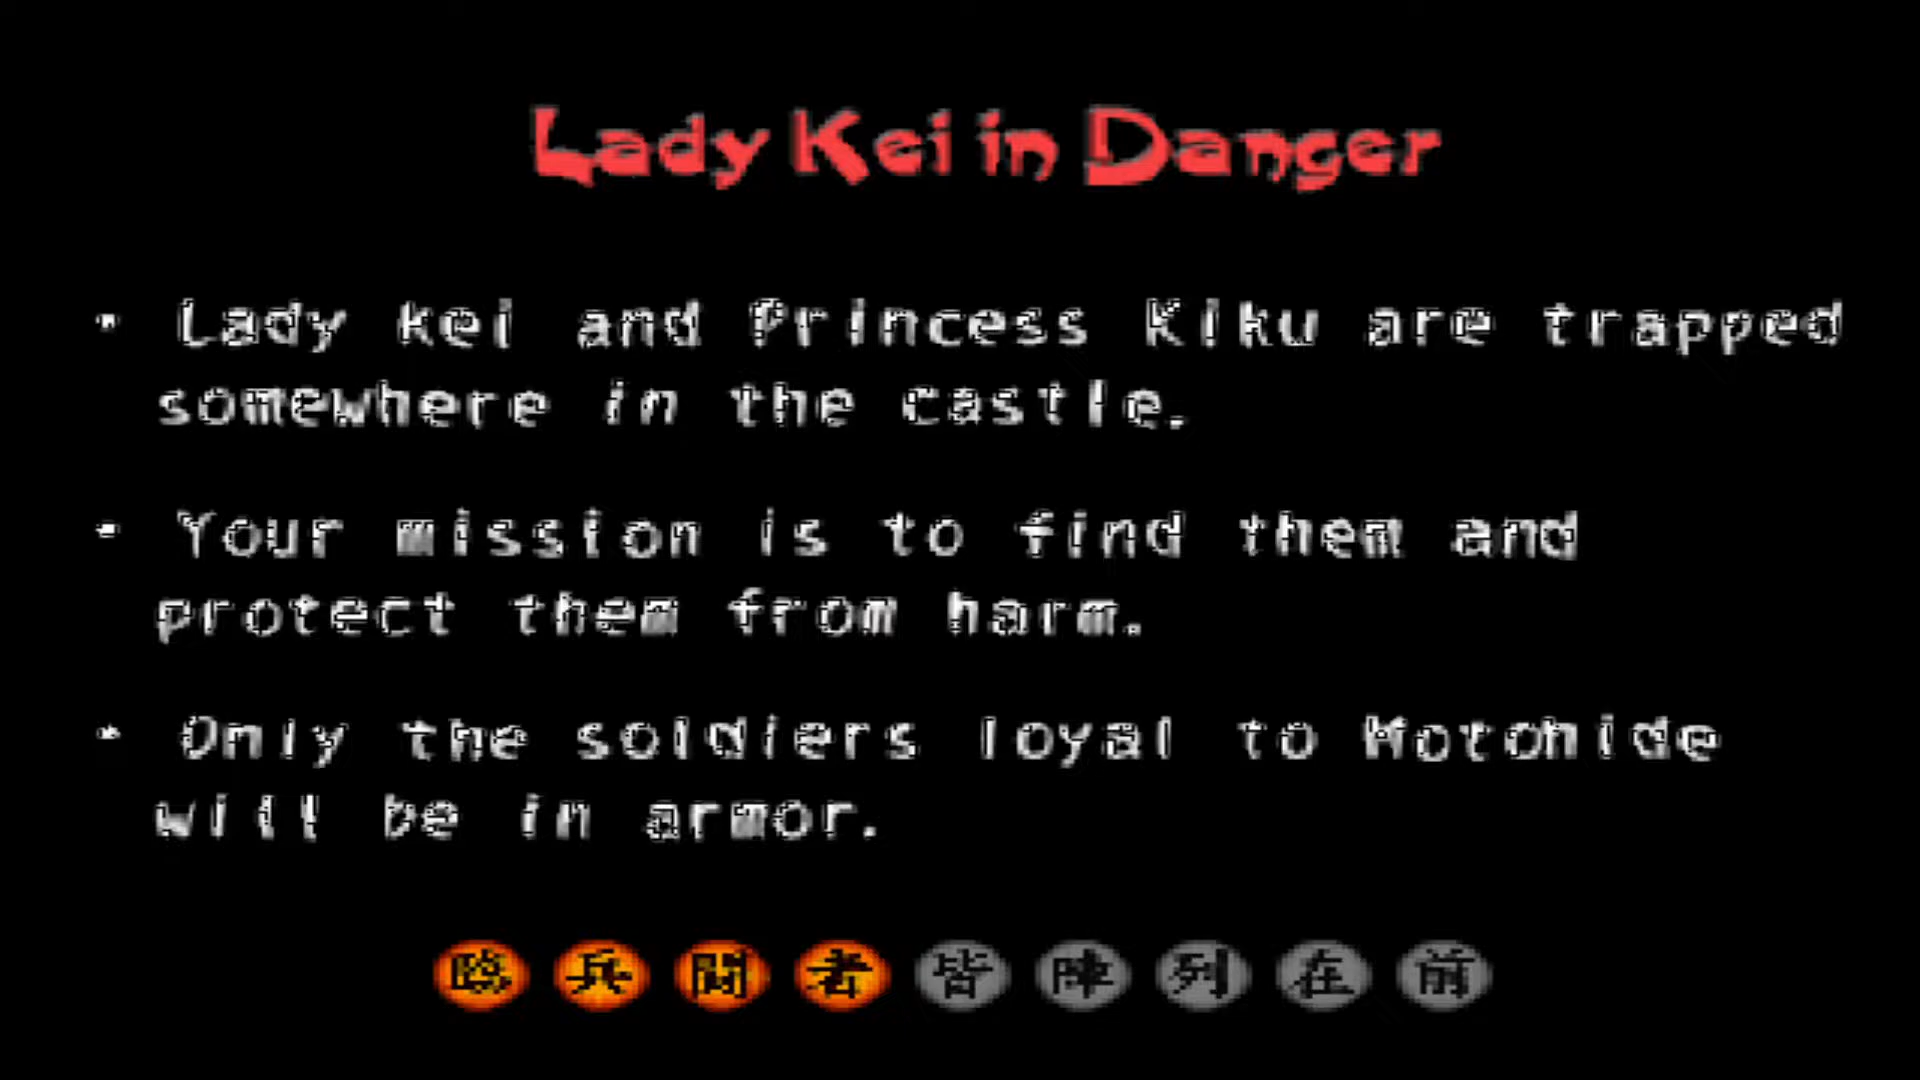 Lady Kei in Danger
• Lady kei and Princess Kiku are trapped
somewhere in the castle.
• Your mission is to find them and
protect them from harm.
• Only the soldiers loyal to Motohide
will be in armor.
臨 兵 闘 者 皆 陣 列 在 前